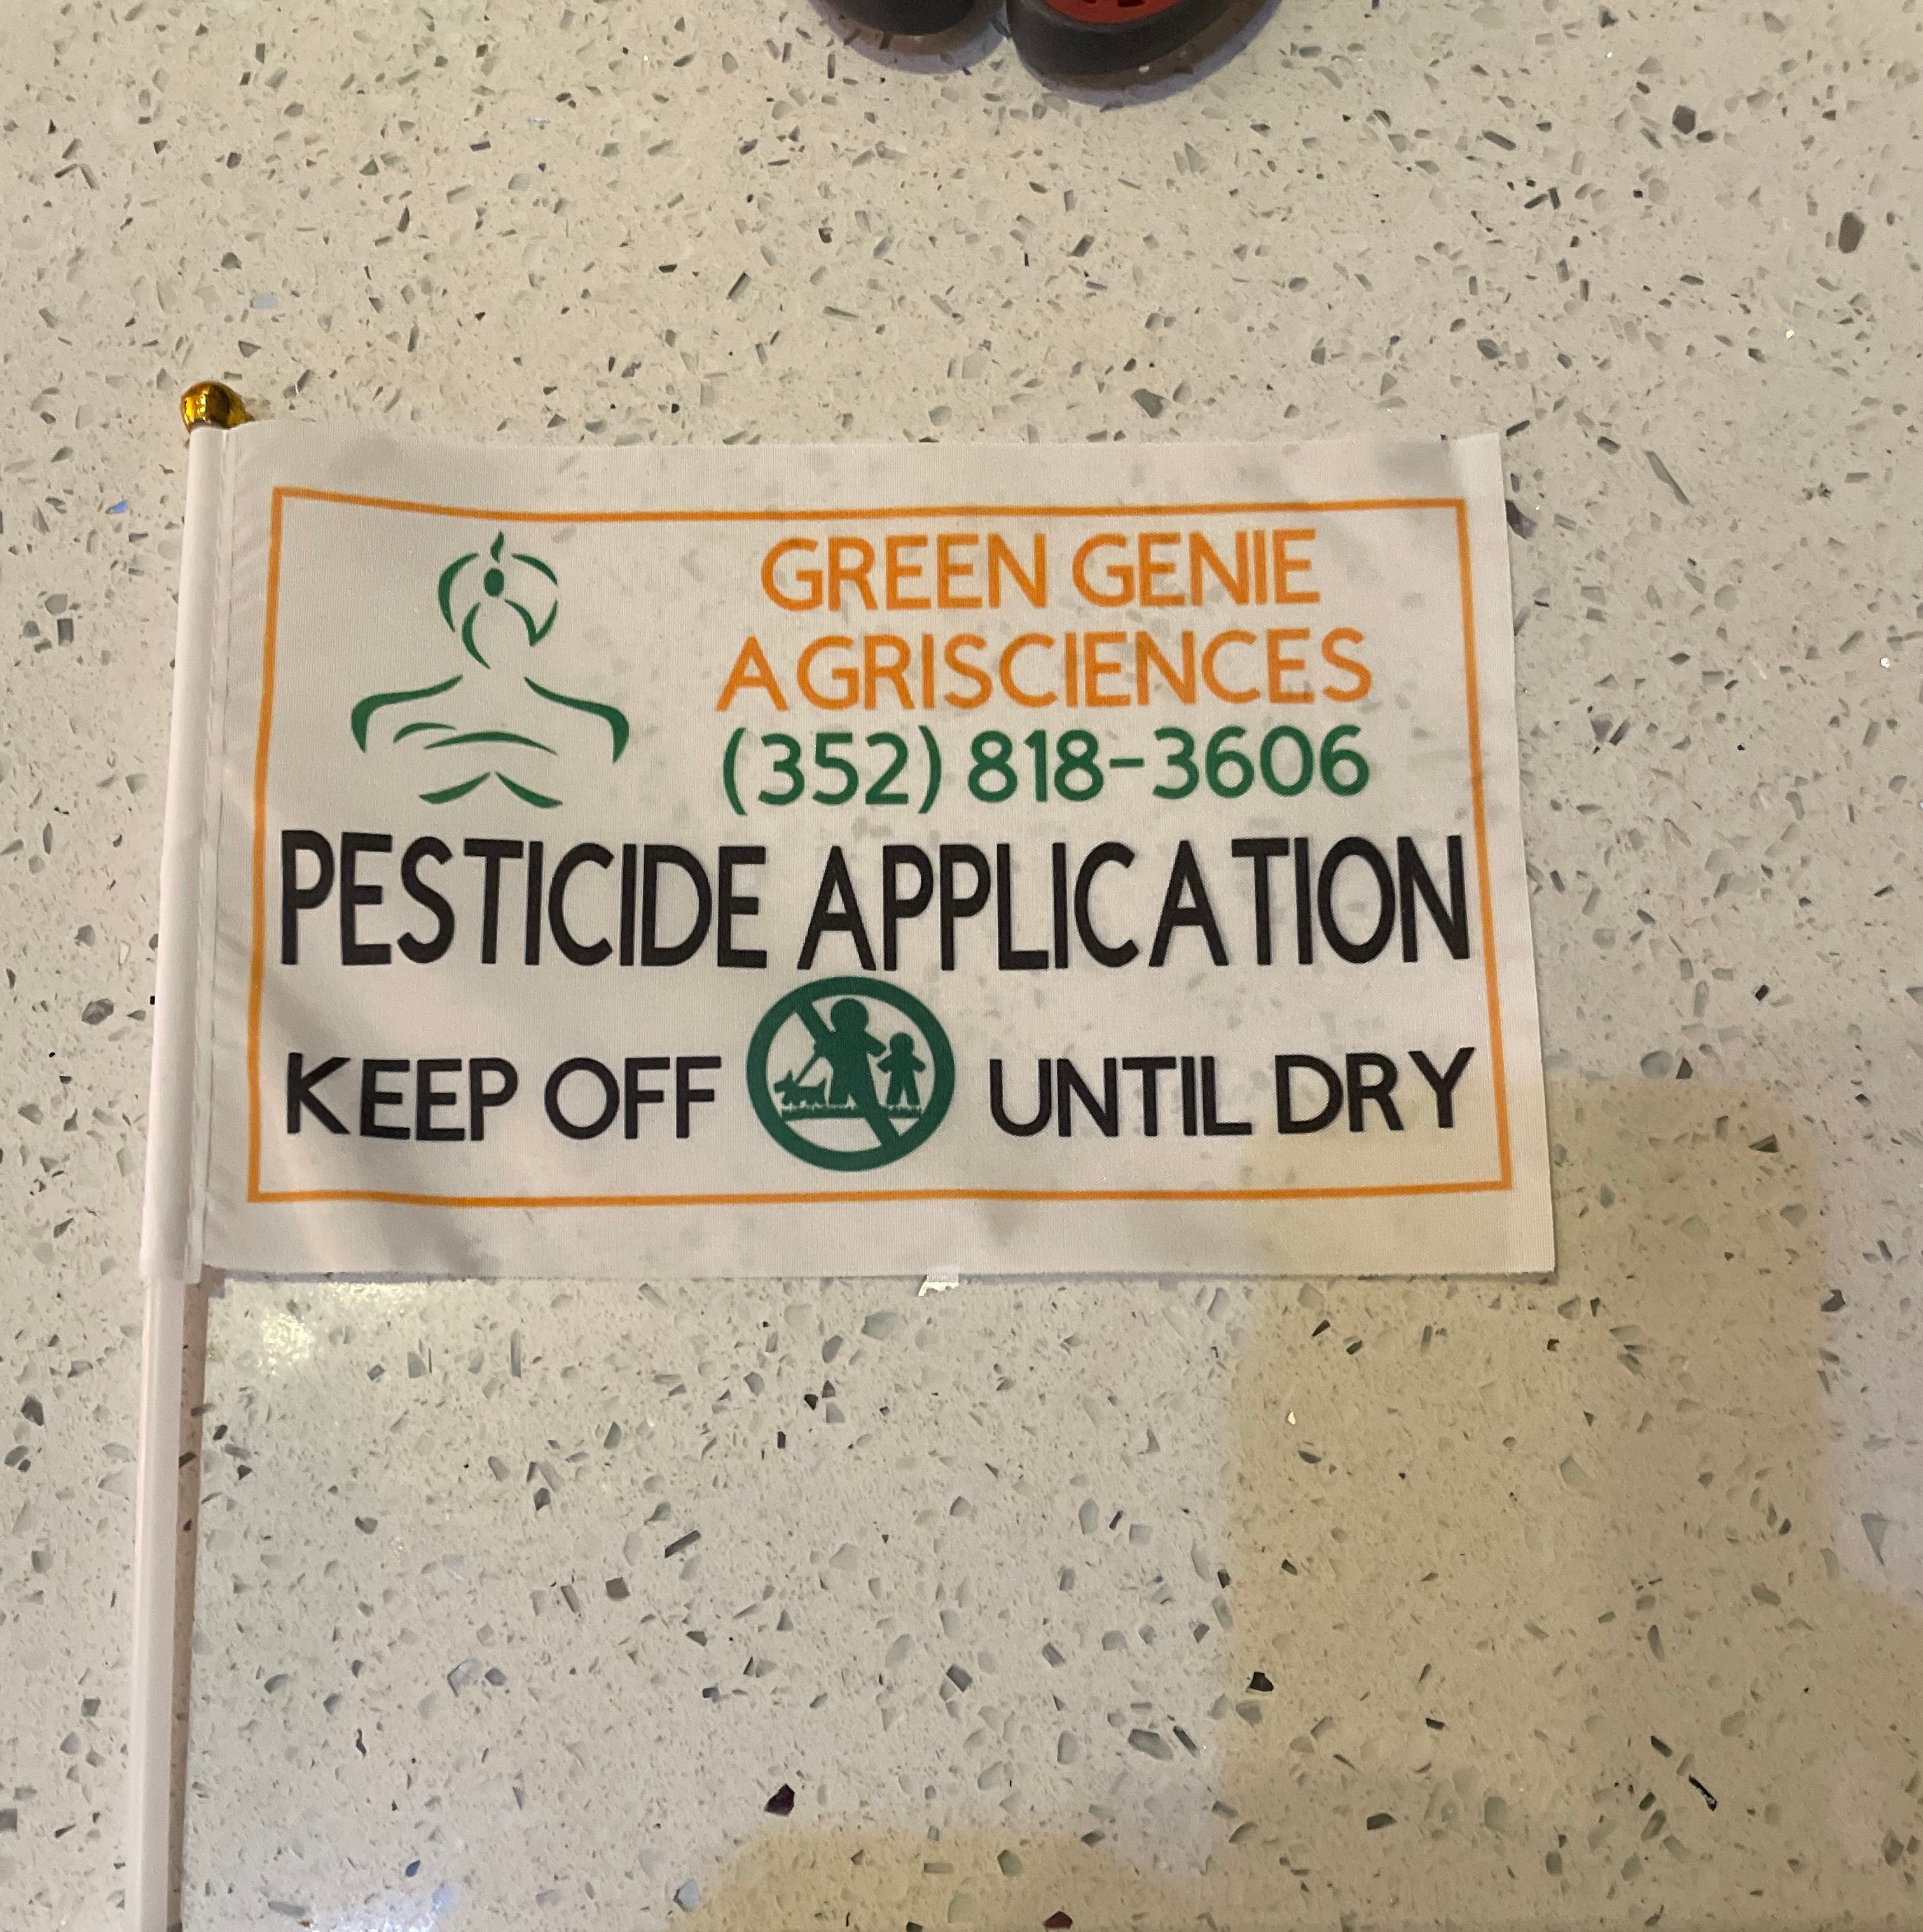 GREEN GENIE
AGRISCIENCES
(352) 818-3606
PESTICIDE APPLICATION
KEEP OFF UNTIL DRY